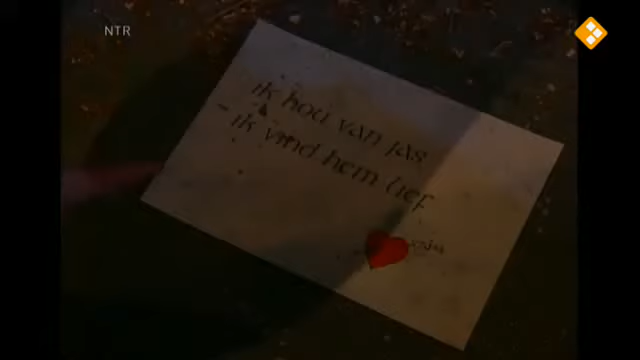 NTR
ik hou van jas
ik vind hem lief